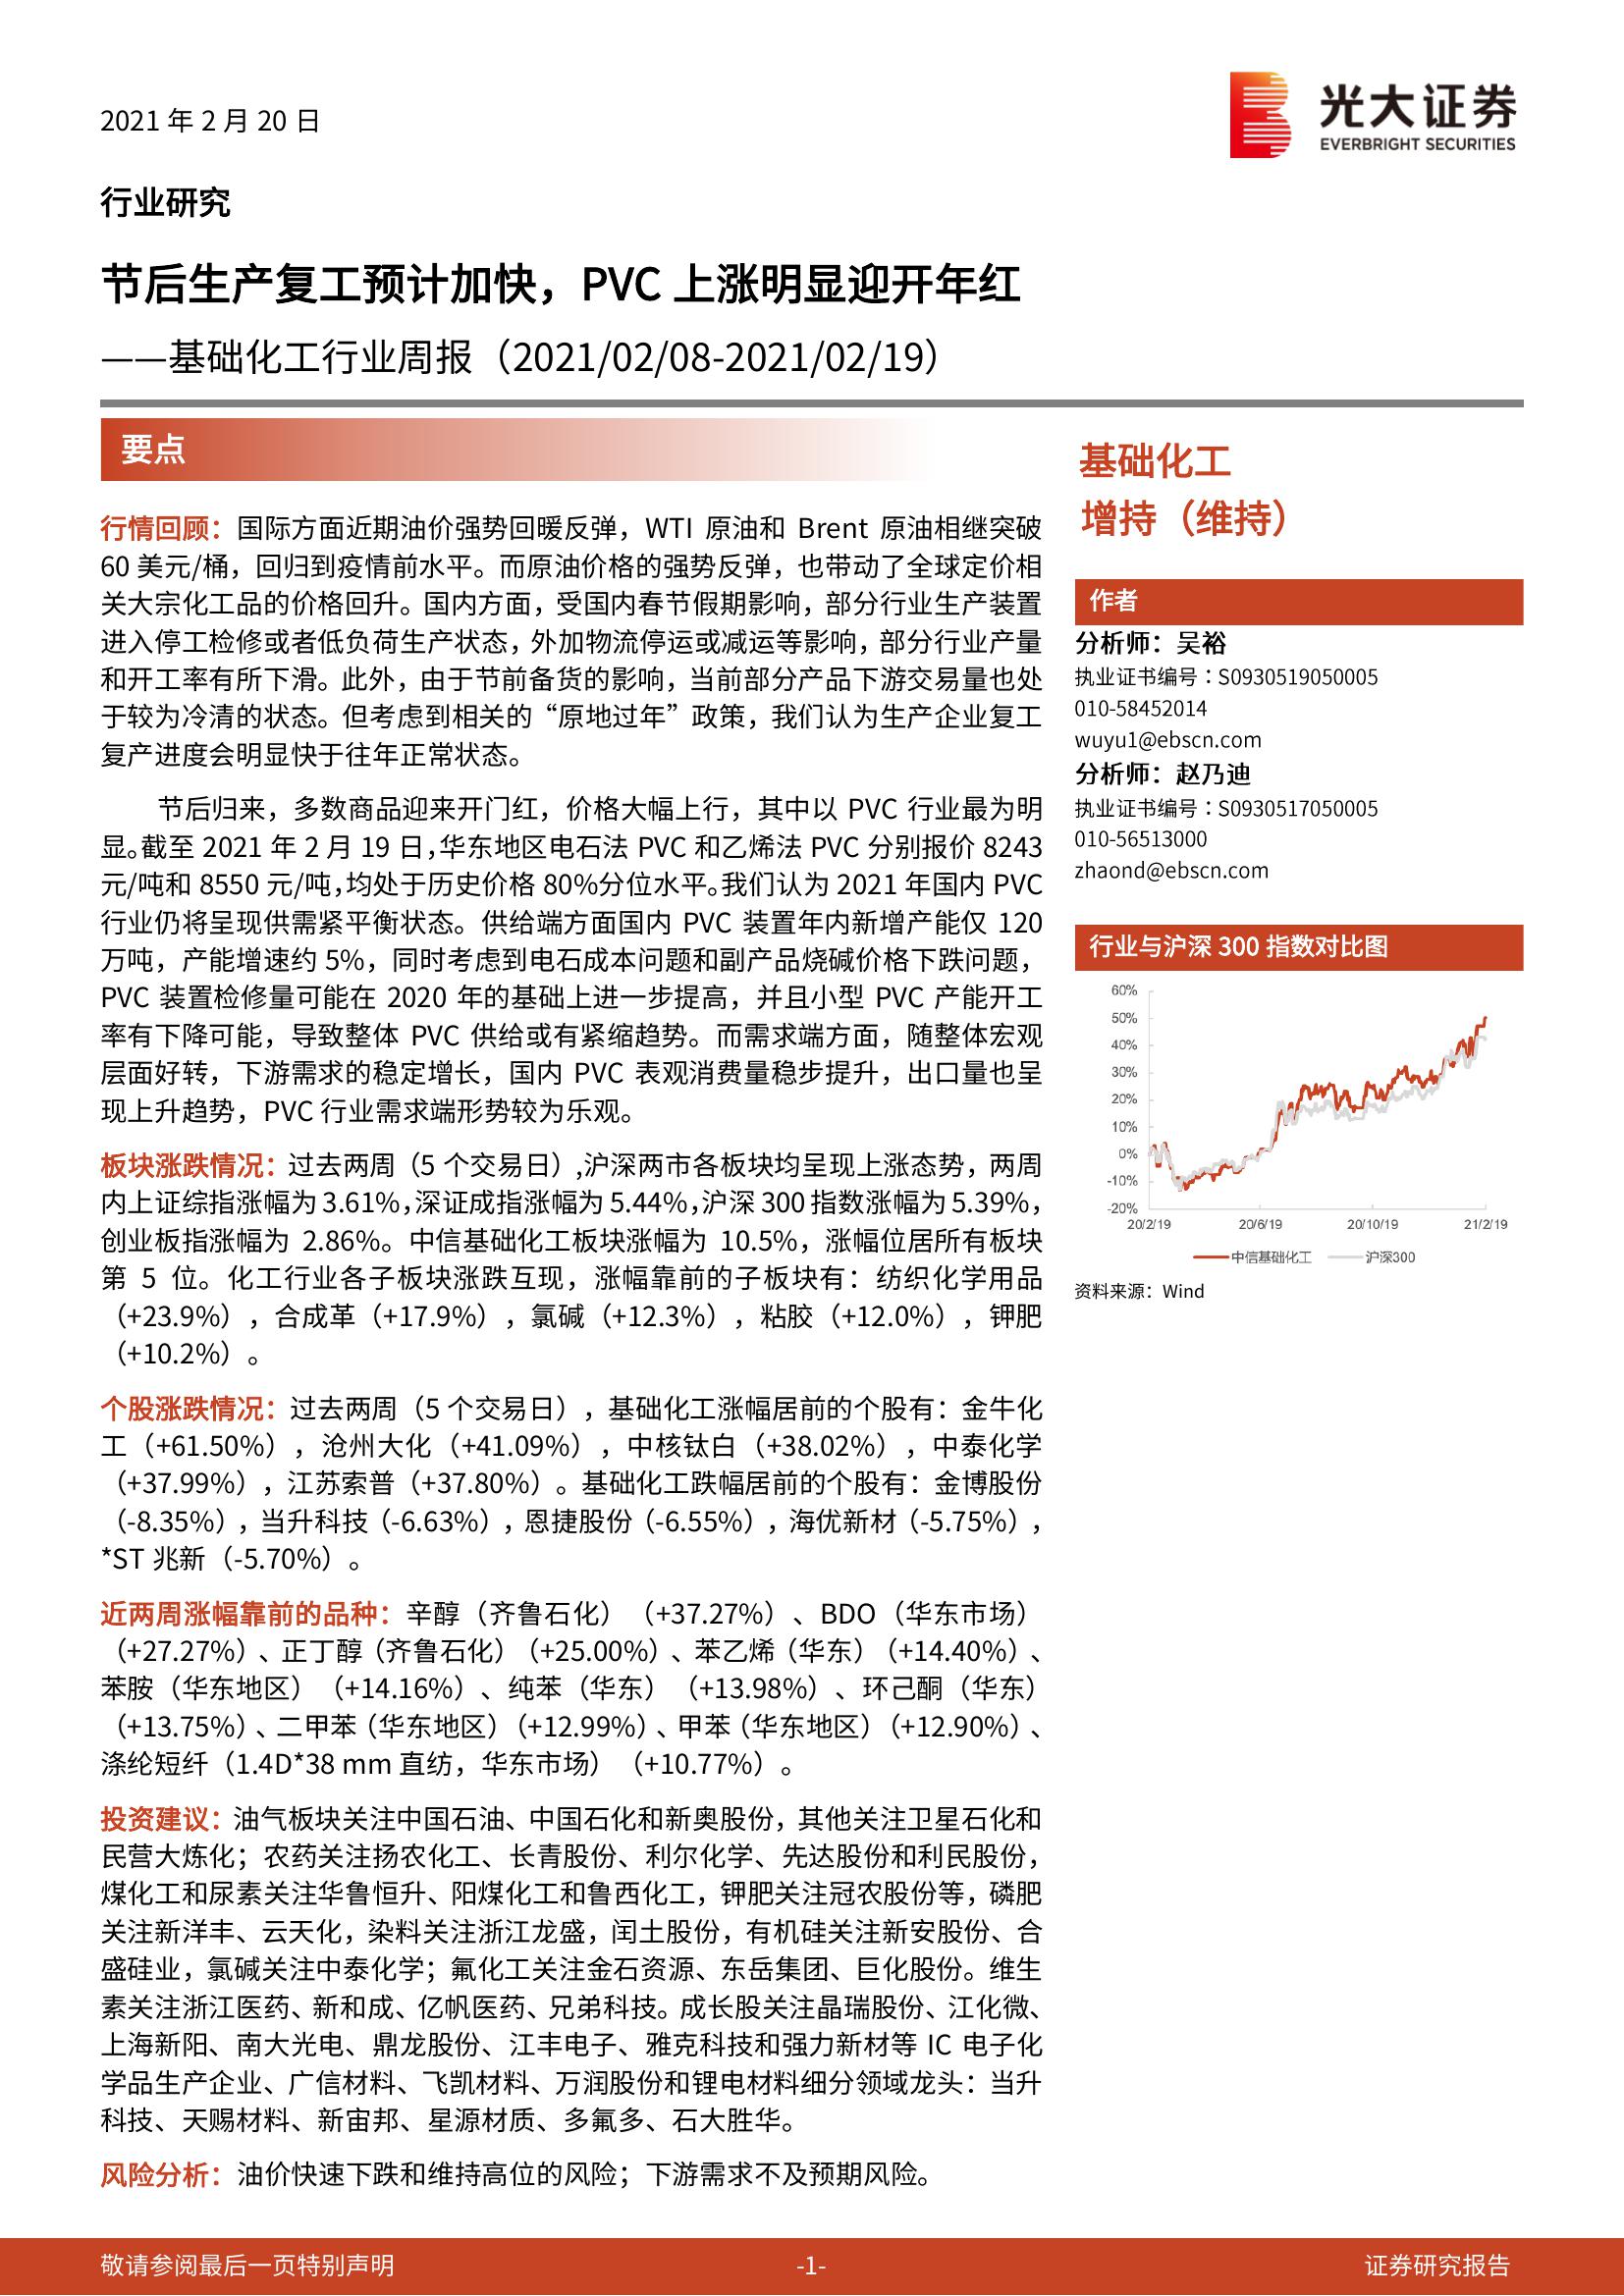 2021 年 2 月 20 日
光大证券
EVERBRIGHT SECURITIES
行业研究
节后生产复工预计加快，PVC 上涨明显迎开年红
——基础化工行业周报（2021/02/08-2021/02/19）
要点
行情回顾：国际方面近期油价强势回暖反弹，WTI 原油和 Brent 原油相继突破
60 美元/桶，回归到疫情前水平。而原油价格的强势反弹，也带动了全球定价相
关大宗化工品的价格回升。国内方面，受国内春节假期影响，部分行业生产装置
进入停工检修或者低负荷生产状态，外加物流停运或减运等影响，部分行业产量
和开工率有所下滑。此外，由于节前备货的影响，当前部分产品下游交易量也处
于较为冷清的状态。但考虑到相关的“原地过年”政策，我们认为生产企业复工
复产进度会明显快于往年正常状态。
节后归来，多数商品迎来开门红，价格大幅上行，其中以 PVC 行业最为明
显。截至 2021 年 2 月 19 日，华东地区电石法 PVC 和乙烯法 PVC 分别报价 8243
元/吨和 8550 元/吨，均处于历史价格 80%分位水平。我们认为 2021 年国内 PVC
行业仍将呈现供需紧平衡状态。供给端方面国内 PVC 装置年内新增产能仅 120
万吨，产能增速约 5%，同时考虑到电石成本问题和副产品烧碱价格下跌问题，
PVC 装置检修量可能在 2020 年的基础上进一步提高，并且小型 PVC 产能开工
率有下降可能，导致整体 PVC 供给或有紧缩趋势。而需求端方面，随整体宏观
层面好转，下游需求的稳定增长，国内 PVC 表观消费量稳步提升，出口量也呈
现上升趋势，PVC 行业需求端形势较为乐观。
板块涨跌情况：过去两周（5 个交易日）,沪深两市各板块均呈现上涨态势，两周
内上证综指涨幅为 3.61%，深证成指涨幅为 5.44%，沪深 300 指数涨幅为 5.39%，
创业板指涨幅为 2.86%。中信基础化工板块涨幅为 10.5%，涨幅位居所有板块
第 5 位。化工行业各子板块涨跌互现，涨幅靠前的子板块有：纺织化学用品
（+23.9%），合成革（+17.9%），氯碱（+12.3%），粘胶（+12.0%），钾肥
（+10.2%）。
个股涨跌情况：过去两周（5 个交易日），基础化工涨幅居前的个股有：金牛化
工（+61.50%），沧州大化（+41.09%），中核钛白（+38.02%），中泰化学
（+37.99%），江苏索普（+37.80%）。基础化工跌幅居前的个股有：金博股份
（-8.35%），当升科技（-6.63%），恩捷股份（-6.55%），海优新材（-5.75%），
*ST 兆新（-5.70%）。
近两周涨幅靠前的品种：辛醇（齐鲁石化）（+37.27%）、BDO（华东市场）
（+27.27%）、正丁醇（齐鲁石化）（+25.00%）、苯乙烯（华东）（+14.40%）、
苯胺（华东地区）（+14.16%）、纯苯（华东）（+13.98%）、环己酮（华东）
（+13.75%）、二甲苯（华东地区）（+12.99%）、甲苯（华东地区）（+12.90%）、
涤纶短纤（1.4D*38 mm 直纺，华东市场）（+10.77%）。
投资建议：油气板块关注中国石油、中国石化和新奥股份，其他关注卫星石化和
民营大炼化；农药关注扬农化工、长青股份、利尔化学、先达股份和利民股份，
煤化工和尿素关注华鲁恒升、阳煤化工和鲁西化工，钾肥关注冠农股份等，磷肥
关注新洋丰、云天化，染料关注浙江龙盛，闰土股份，有机硅关注新安股份、合
盛硅业，氯碱关注中泰化学；氟化工关注金石资源、东岳集团、巨化股份。维生
素关注浙江医药、新和成、亿帆医药、兄弟科技。成长股关注晶瑞股份、江化微、
上海新阳、南大光电、鼎龙股份、江丰电子、雅克科技和强力新材等 IC 电子化
学品生产企业、广信材料、飞凯材料、万润股份和锂电材料细分领域龙头：当升
科技、天赐材料、新宙邦、星源材质、多氟多、石大胜华。
风险分析：油价快速下跌和维持高位的风险；下游需求不及预期风险。
基础化工
增持（维持）
作者
分析师：吴裕
执业证书编号：S0930519050005
010-58452014
wuyu1@ebscn.com
分析师：赵乃迪
执业证书编号：S0930517050005
010-56513000
zhaond@ebscn.com
行业与沪深 300 指数对比图
60%
50%
40%
30%
20%
10%
0%
-10%
-20%
20/2/19 20/6/19 20/10/19 21/2/19
中信基础化工 沪深300
资料来源：Wind
敬请参阅最后一页特别声明 -1- 证券研究报告